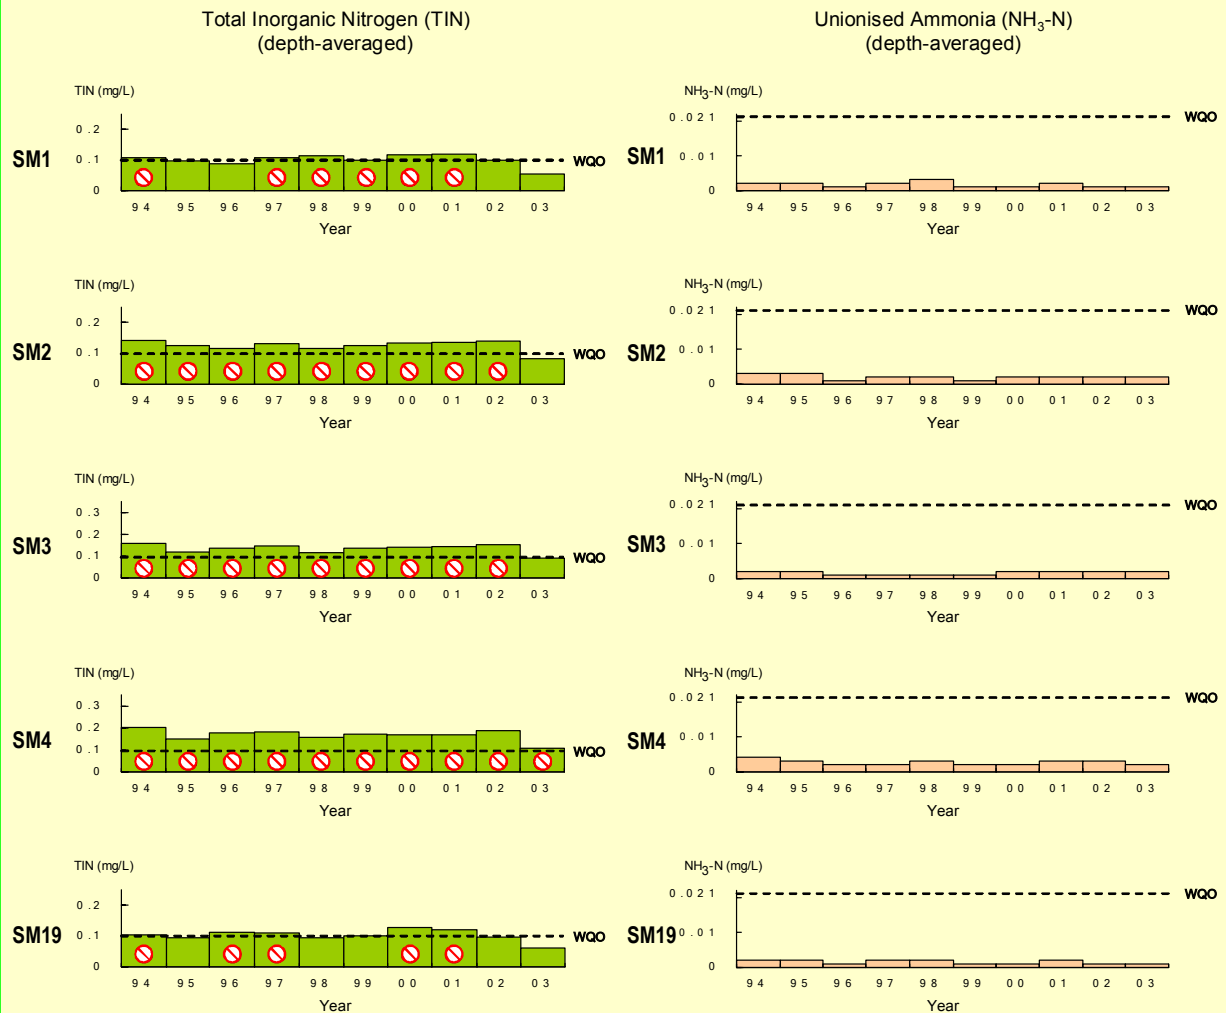 Total Inorganic Nitrogen (TIN)
(depth-averaged)
Unionised Ammonia (NH3-N)
(depth-averaged)
TIN (mg/L)
0.2
0.1
0
SM1
WQO
94 95 96 97 98 99 00 01 02 03
Year
NH3-N (mg/L)
0.021
0.01
0
SM1
WQO
94 95 96 97 98 99 00 01 02 03
Year
TIN (mg/L)
0.2
0.1
0
SM2
WQO
94 95 96 97 98 99 00 01 02 03
Year
NH3-N (mg/L)
0.021
0.01
0
SM2
WQO
94 95 96 97 98 99 00 01 02 03
Year
TIN (mg/L)
0.3
0.2
0.1
0
SM3
WQO
94 95 96 97 98 99 00 01 02 03
Year
NH3-N (mg/L)
0.021
0.01
0
SM3
WQO
94 95 96 97 98 99 00 01 02 03
Year
TIN (mg/L)
0.3
0.2
0.1
0
SM4
WQO
94 95 96 97 98 99 00 01 02 03
Year
NH3-N (mg/L)
0.021
0.01
0
SM4
WQO
94 95 96 97 98 99 00 01 02 03
Year
TIN (mg/L)
0.2
0.1
0
SM19
WQO
94 95 96 97 98 99 00 01 02 03
Year
NH3-N (mg/L)
0.021
0.01
0
SM19
WQO
94 95 96 97 98 99 00 01 02 03
Year